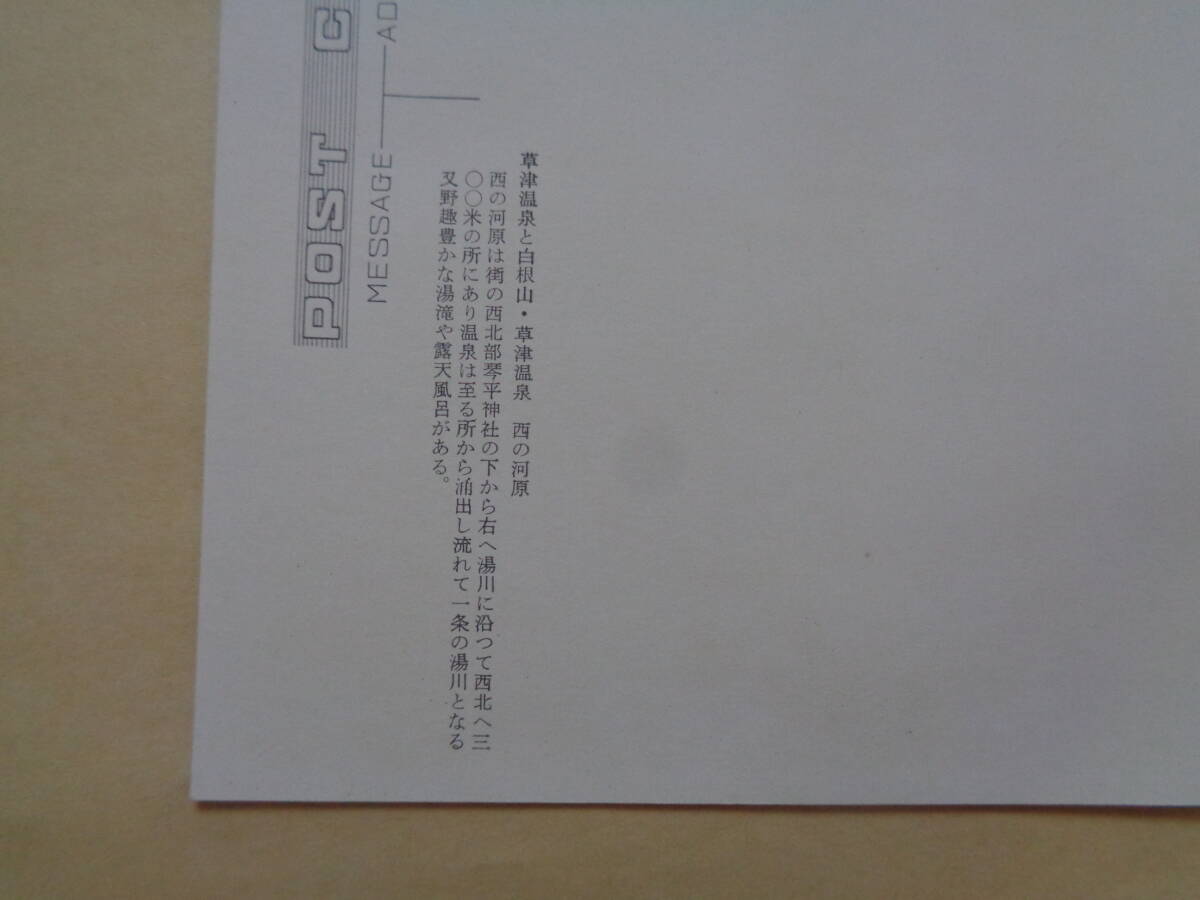 POST C
MESSAGE AD
草津温泉と白根山・草津温泉　西の河原
西の河原は街の西北部琴平神社の下から右へ湯川に沿つて西北へ三
〇〇米の所にあり温泉は至る所から涌出し流れて一条の湯川となる
又野趣豊かな湯滝や露天風呂がある。